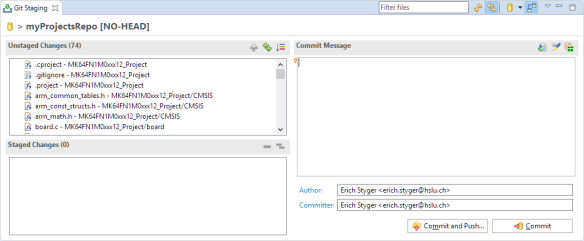 Git Staging
Filter files
> myProjectsRepo [NO-HEAD]
Unstaged Changes (74)
.cproject - MK64FN1M0xxx12_Project
.gitignore - MK64FN1M0xxx12_Project
.project - MK64FN1M0xxx12_Project
arm_common_tables.h - MK64FN1M0xxx12_Project/CMSIS
arm_const_structs.h - MK64FN1M0xxx12_Project/CMSIS
arm_math.h - MK64FN1M0xxx12_Project/CMSIS
board.c - MK64FN1M0xxx12_Project/board
Staged Changes (0)
Commit Message
Author: Erich Styger <erich.styger@hslu.ch>
Committer: Erich Styger <erich.styger@hslu.ch>
Commit and Push...
Commit